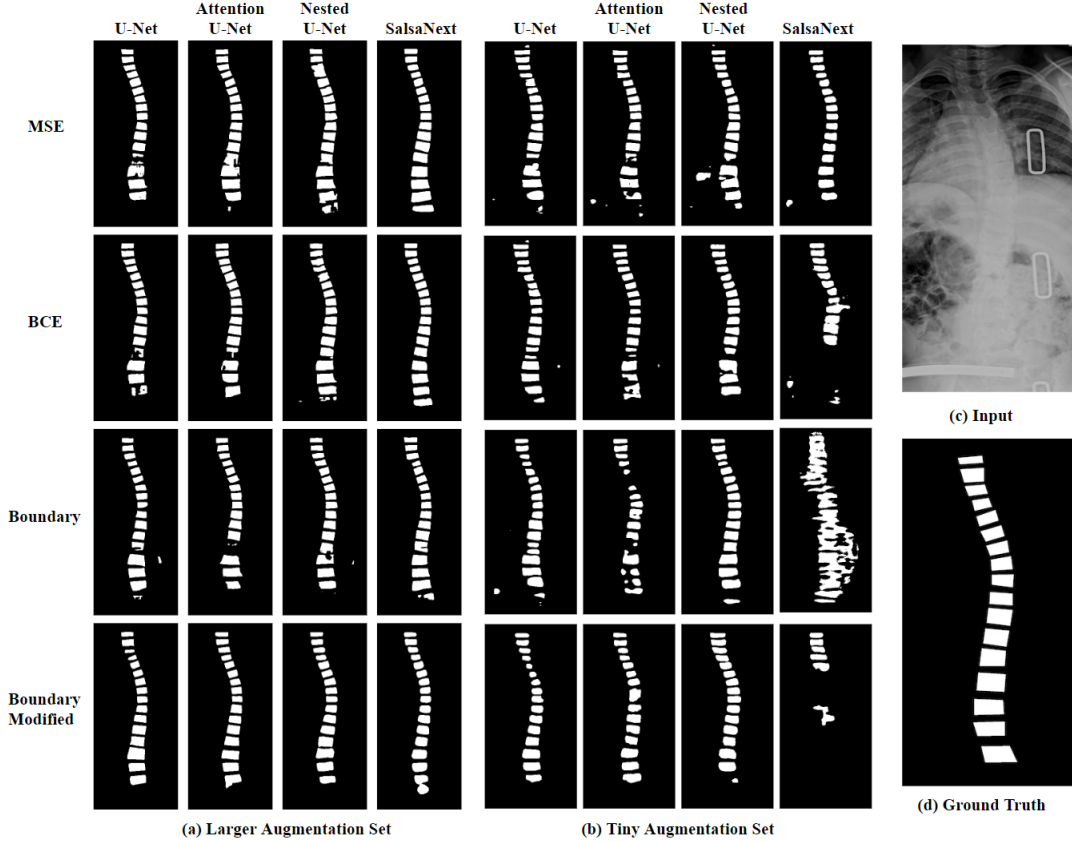 U-Net
Attention
U-Net
Nested
U-Net
SalsaNext
U-Net
Attention
U-Net
Nested
U-Net
SalsaNext
MSE
BCE
Boundary
Boundary
Modified
(a) Larger Augmentation Set
(b) Tiny Augmentation Set
(c) Input
(d) Ground Truth